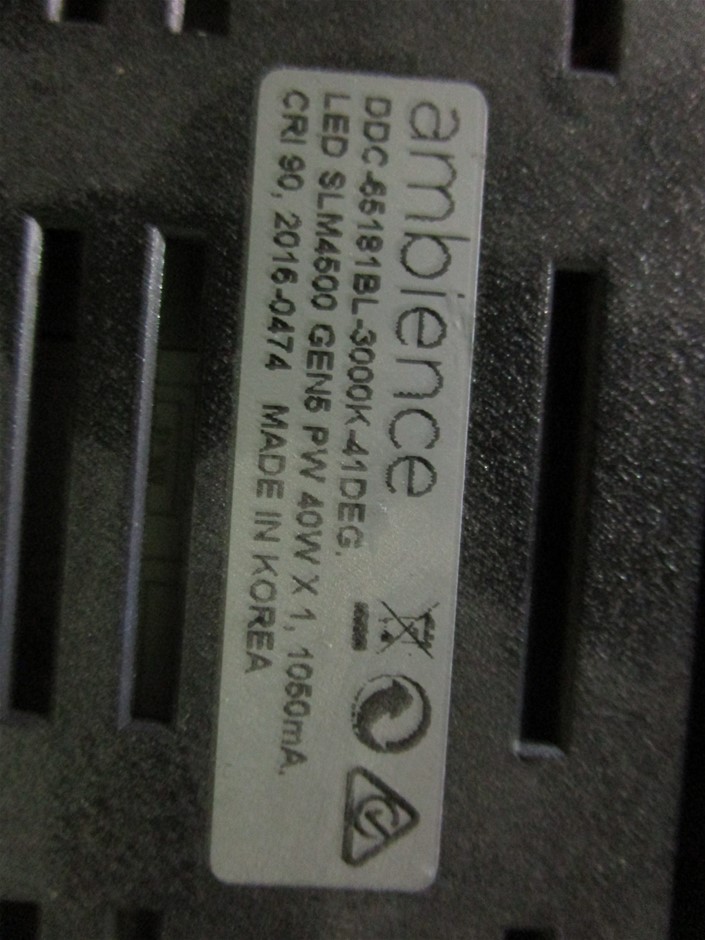 ambience
DDC-65181BL-3000K-41DEG.
LED SLM4500 GEN5 PW 40W X 1, 1050mA.
CRI 90, 2016-0474 MADE IN KOREA